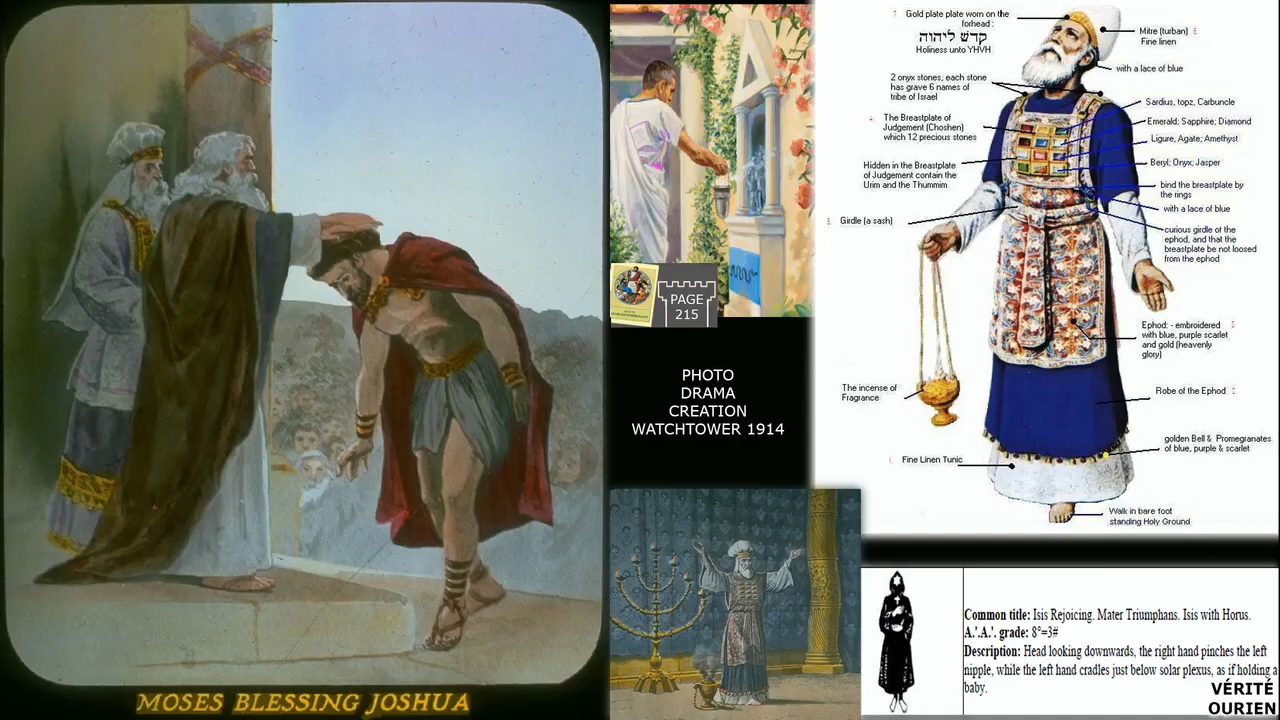 MOSES BLESSING JOSHUA
PAGE
215
PHOTO
DRAMA
CREATION
WATCHTOWER 1914
7 Gold plate plate worn on the
forhead :
קדש ליהוה
Holiness unto YHVH
2 onyx stones, each stone
has grave 6 names of
tribe of Israel
4 The Breastplate of
Judgement (Choshen)
which 12 precious stones
Hidden in the Breastplate
of Judgement contain the
Urim and the Thummim
Girdle (a sash)
The incense of
Fragrance
1 Fine Linen Tunic
Mitre (turban)
Fine linen
with a lace of blue
Sardius, topz, Carbuncle
Emerald; Sapphire; Diamond
Ligure, Agate; Amethyst
Beryl; Onyx; Jasper
bind the breastplate by
the rings
with a lace of blue
curious girdle of the
ephod, and that the
breastplate be not loosed
from the ephod
Ephod: - embroidered
with blue, purple scarlet
and gold (heavenly
glory)
Robe of the Ephod 2
golden Bell & Promegranates
of blue, purple & scarlet
Walk in bare foot
standing Holy Ground
Common title: Isis Rejoicing. Mater Triumphans. Isis with Horus.
A.'.A.'. grade: 8°=3#
Description: Head looking downwards, the right hand pinches the left
nipple, while the left hand cradles just below solar plexus, as if holding a
baby.
VÉRITÉ
OURIEN